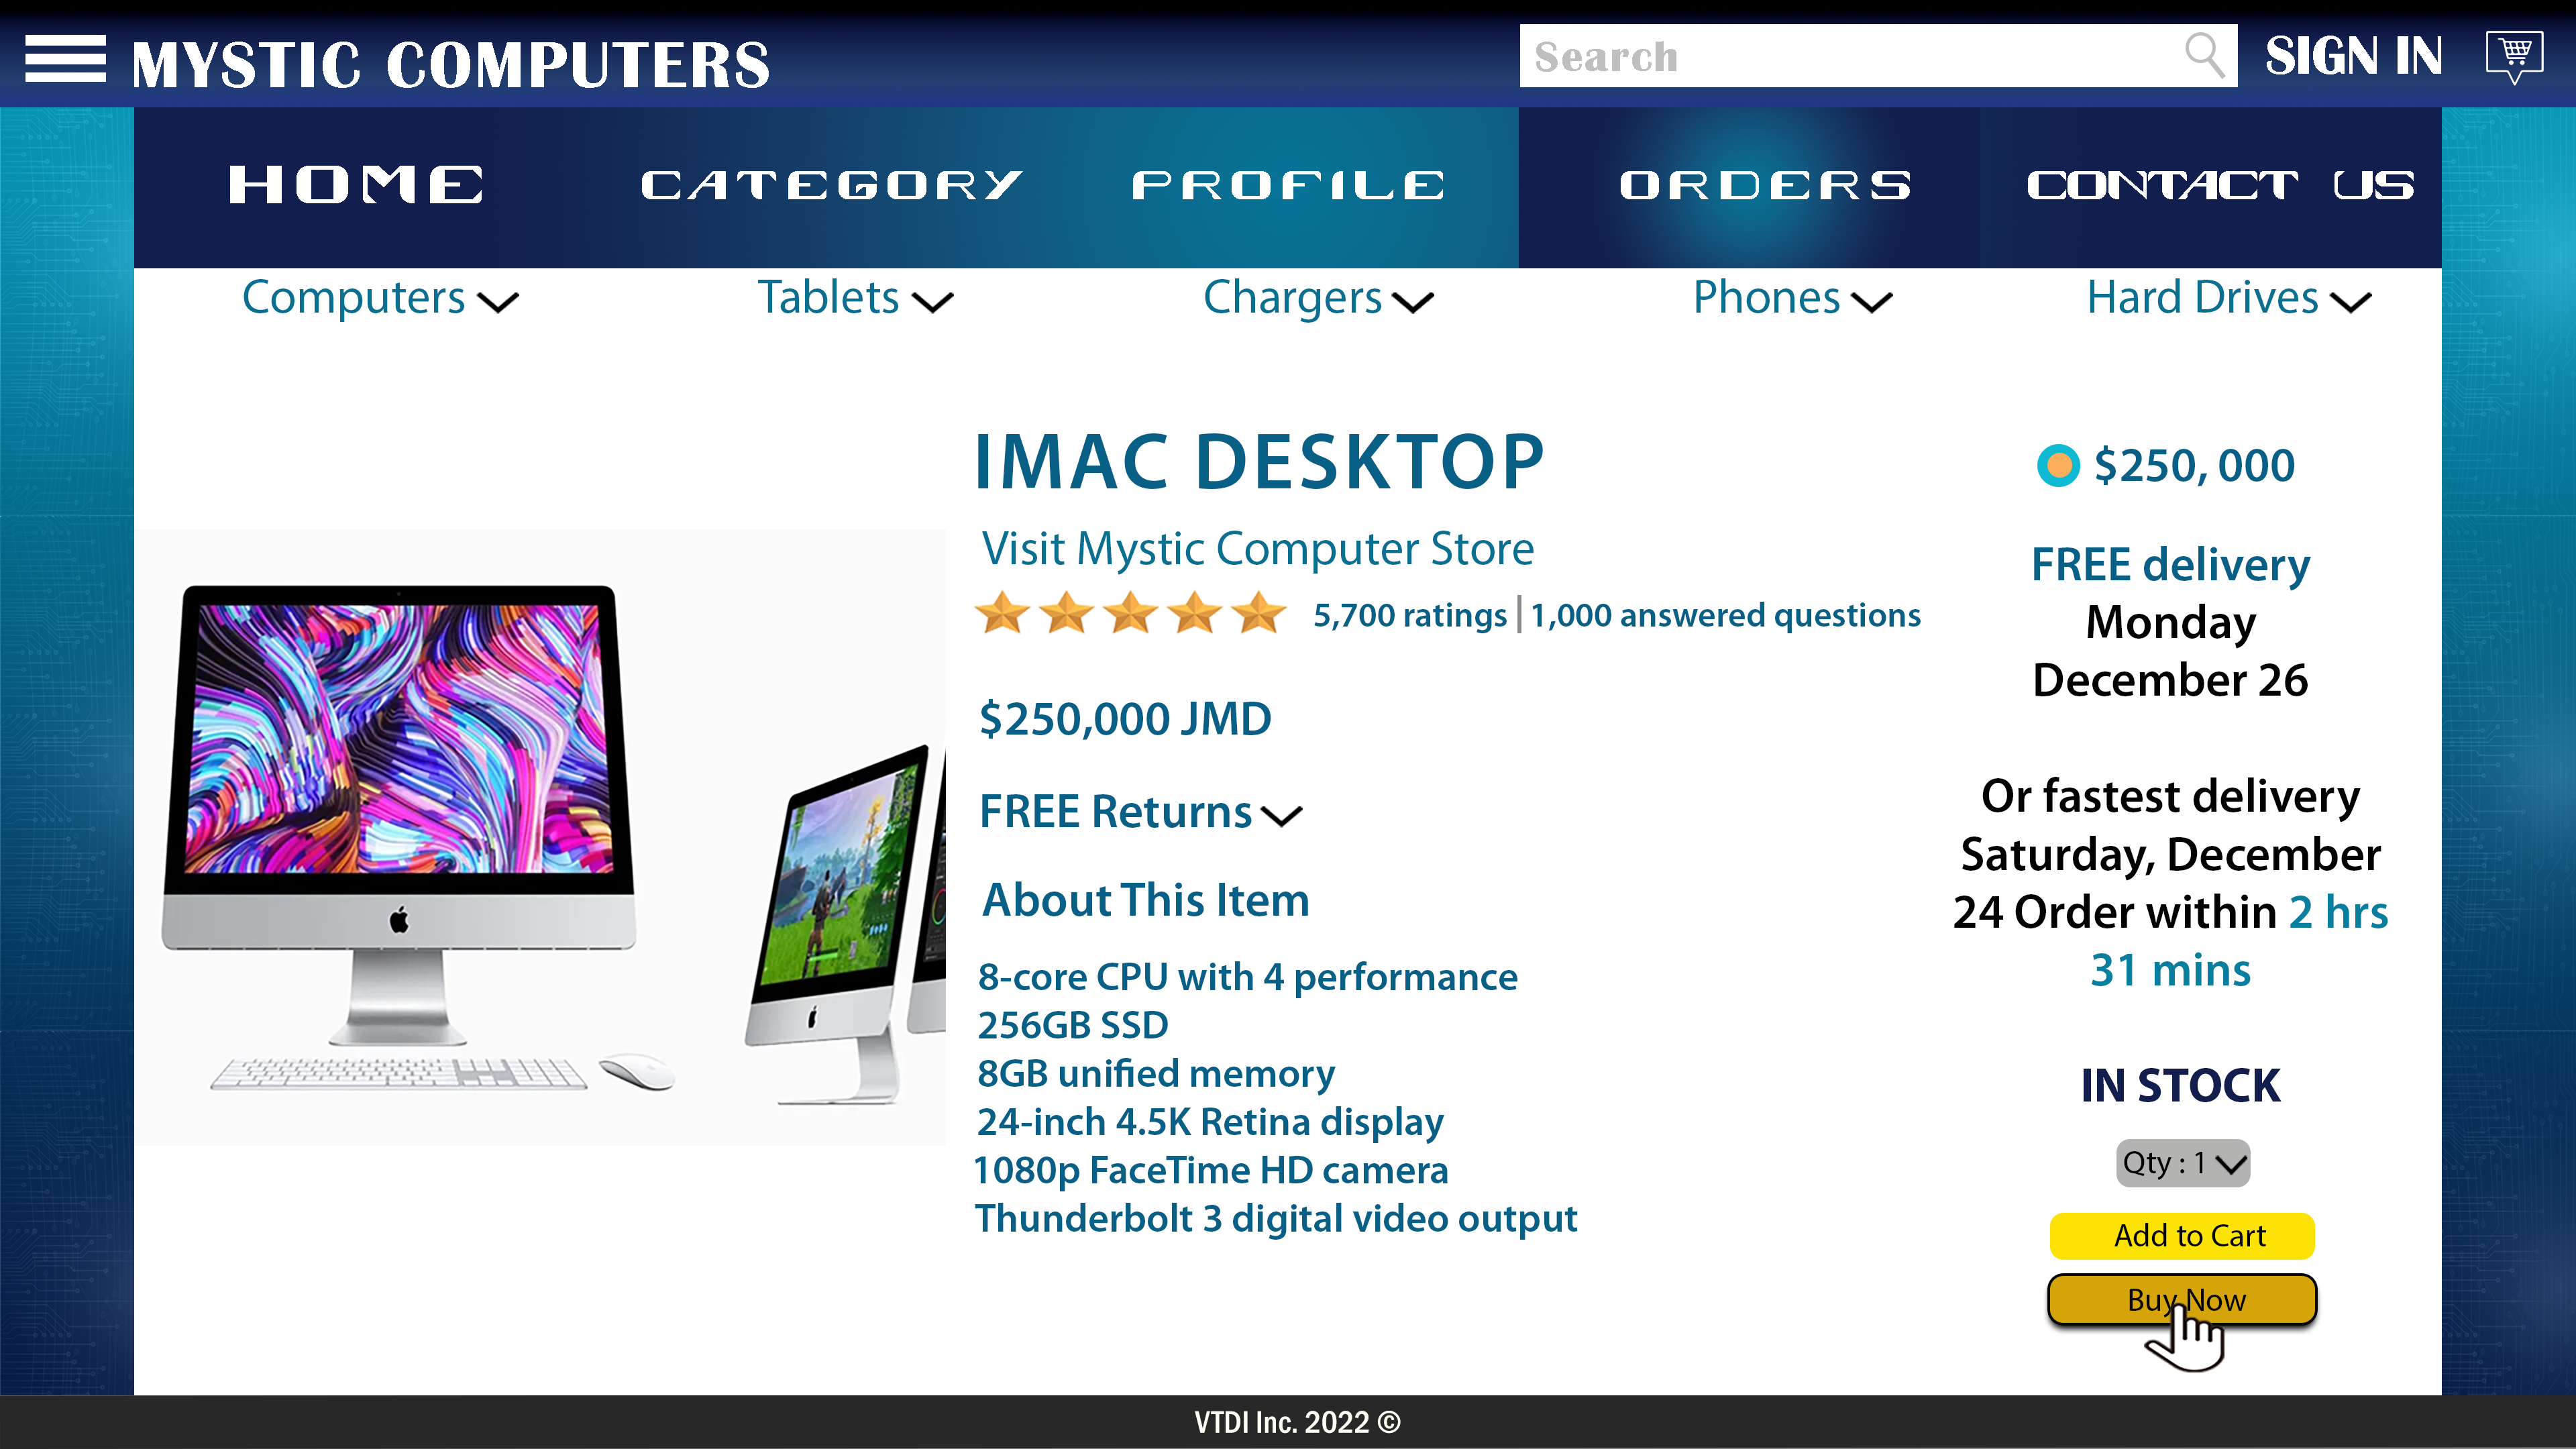 MYSTIC COMPUTERS
Search
SIGN IN
HOME
CATEGORY
PROFILE
ORDERS
CONTACT US
Computers
Tablets
Chargers
Phones
Hard Drives
IMAC DESKTOP
Visit Mystic Computer Store
5,700 ratings | 1,000 answered questions
$250,000 JMD
FREE Returns
About This Item
8-core CPU with 4 performance
256GB SSD
8GB unified memory
24-inch 4.5K Retina display
1080p FaceTime HD camera
Thunderbolt 3 digital video output
$250, 000
FREE delivery
Monday
December 26
Or fastest delivery
Saturday, December
24 Order within 2 hrs
31 mins
IN STOCK
Qty : 1
Add to Cart
Buy Now
VTDI Inc. 2022 ©